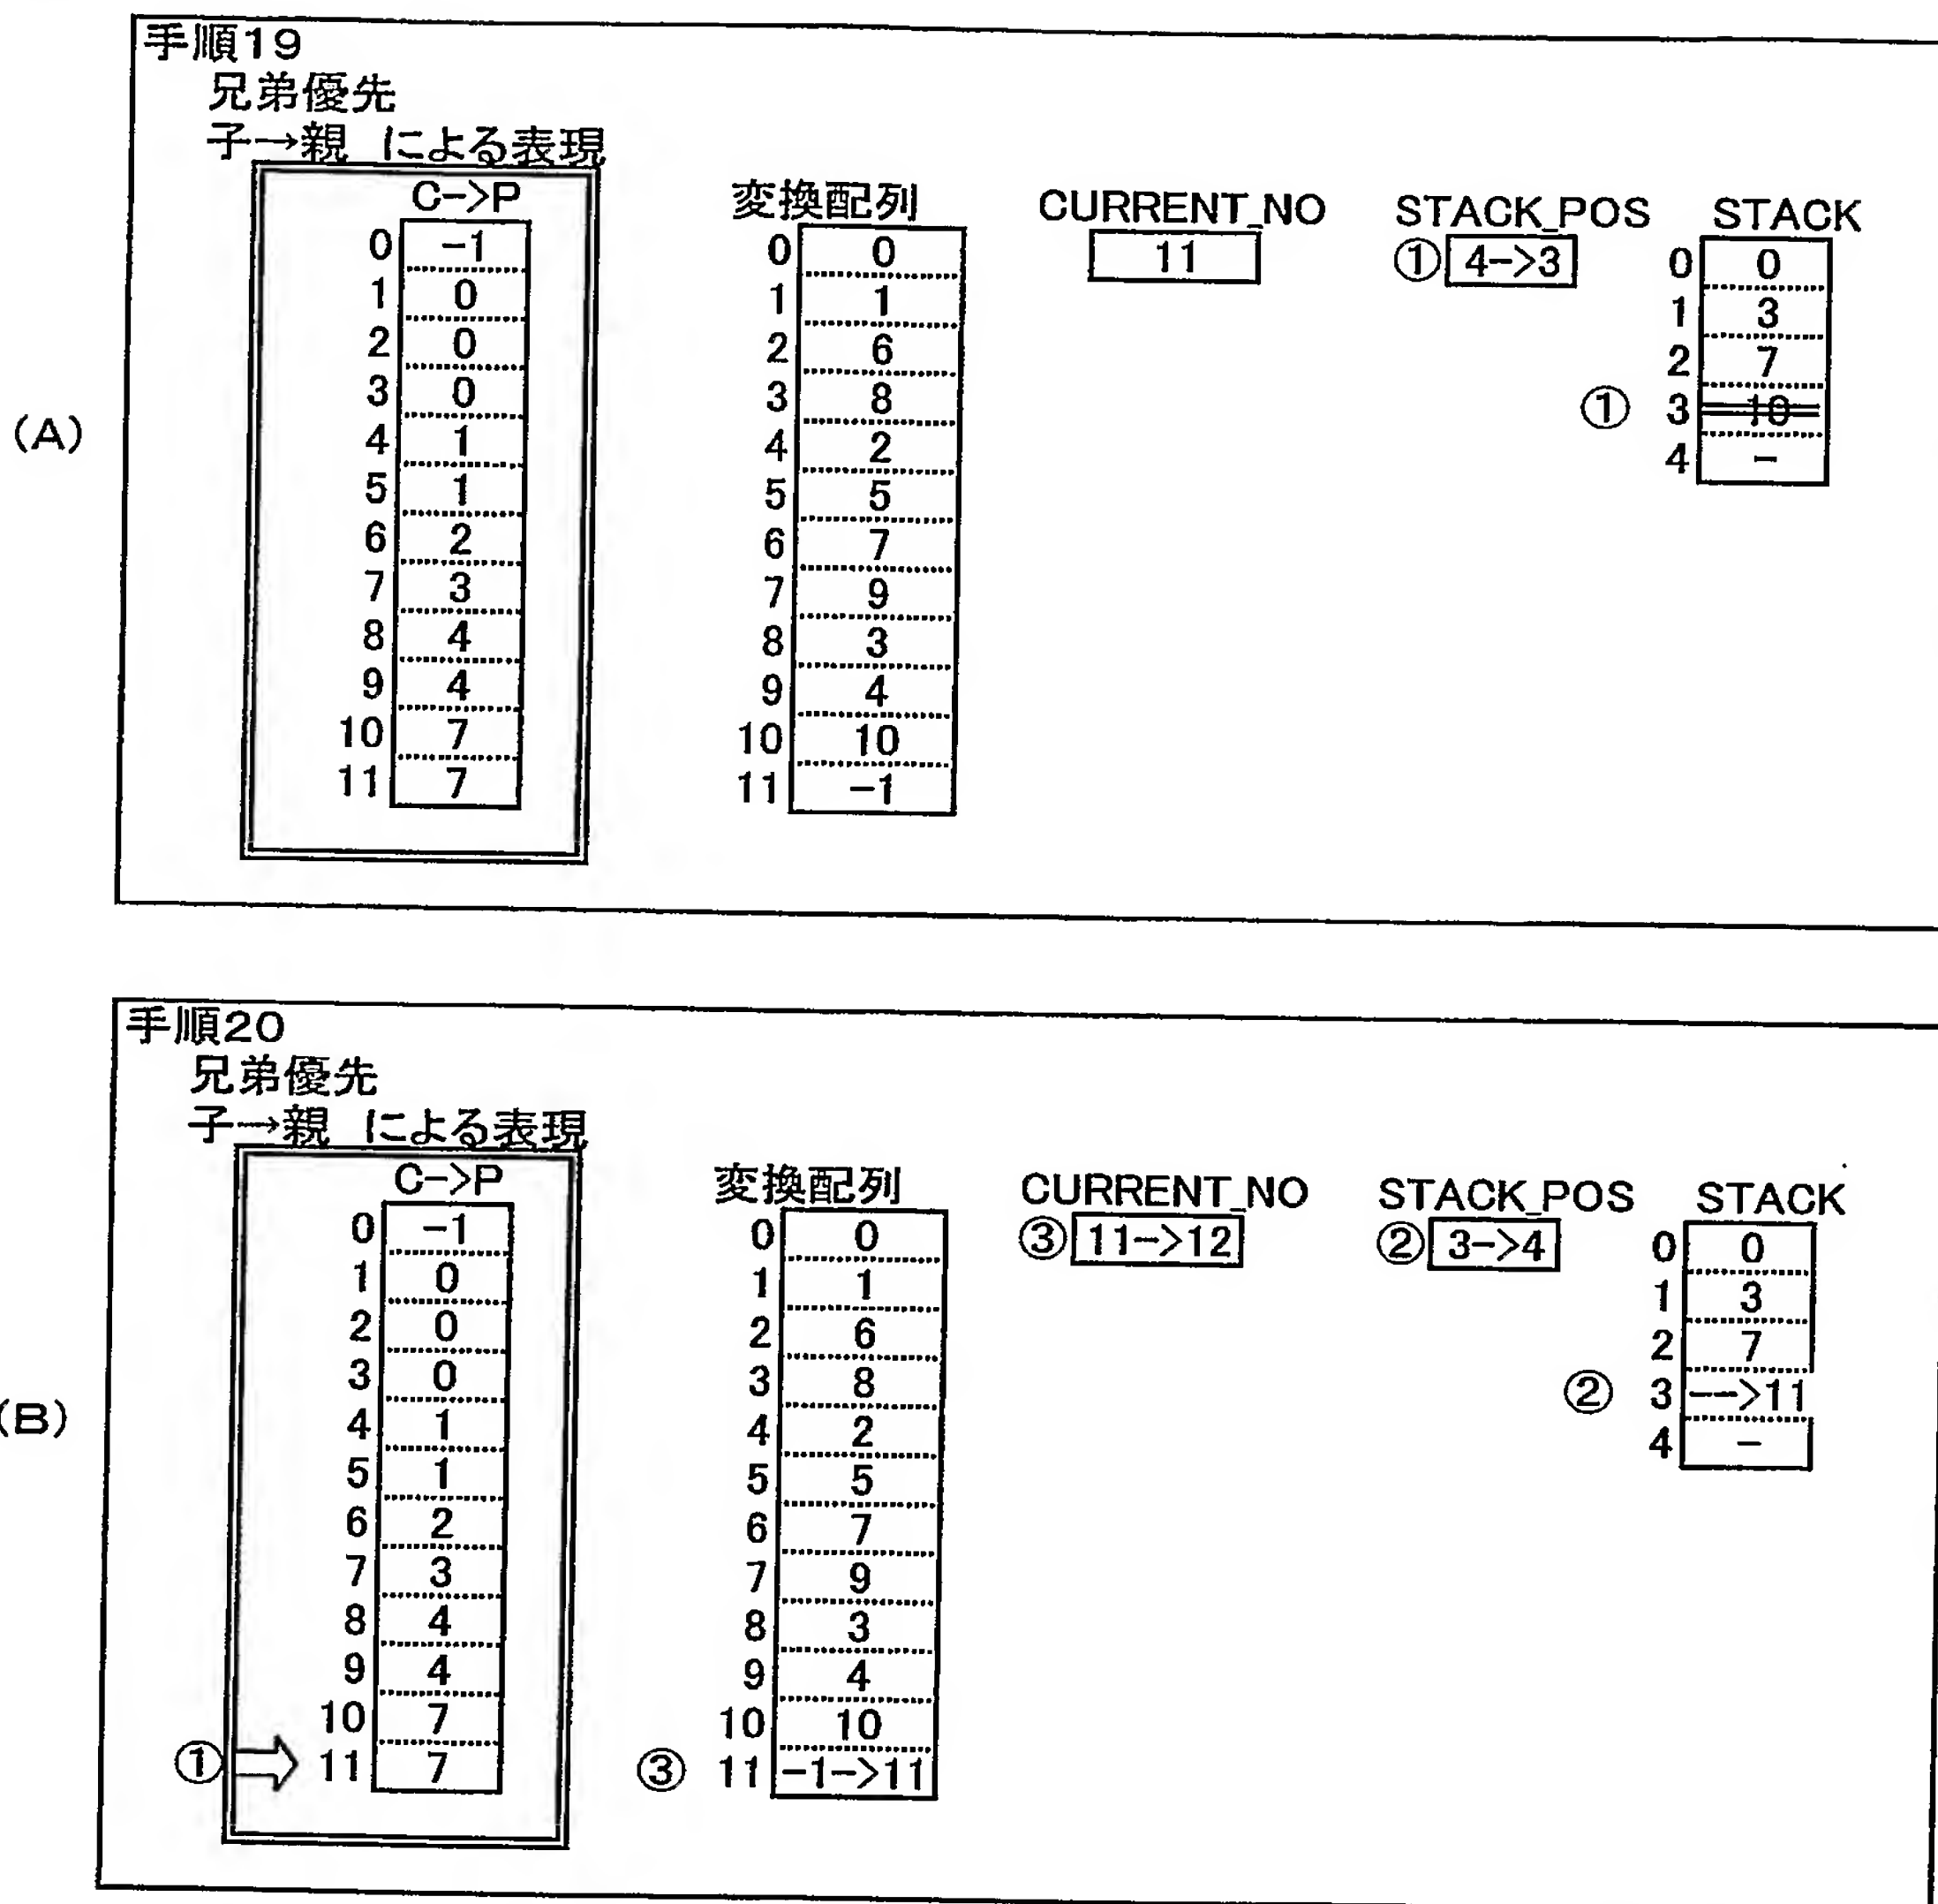 手順19
兄弟優先
子→親 による表現
C->P
0 -1
1 0
2 0
3 0
4 1
5 1
6 2
7 3
8 4
9 4
10 7
11 7
変換配列
0 0
1 1
2 6
3 8
4 2
5 5
6 7
7 9
8 3
9 4
10 10
11 -1
CURRENT_NO
11
STACK_POS
① 4->3
STACK
0 0
1 3
2 7
① 3 10
4 -
(A)
手順20
兄弟優先
子→親 による表現
C->P
0 -1
1 0
2 0
3 0
4 1
5 1
6 2
7 3
8 4
9 4
10 7
① ⇨ 11 7
変換配列
0 0
1 1
2 6
3 8
4 2
5 5
6 7
7 9
8 3
9 4
10 10
③ 11 -1->11
CURRENT_NO
③ 11->12
STACK_POS
② 3->4
STACK
0 0
1 3
2 7
② 3 -->11
4 -
(B)